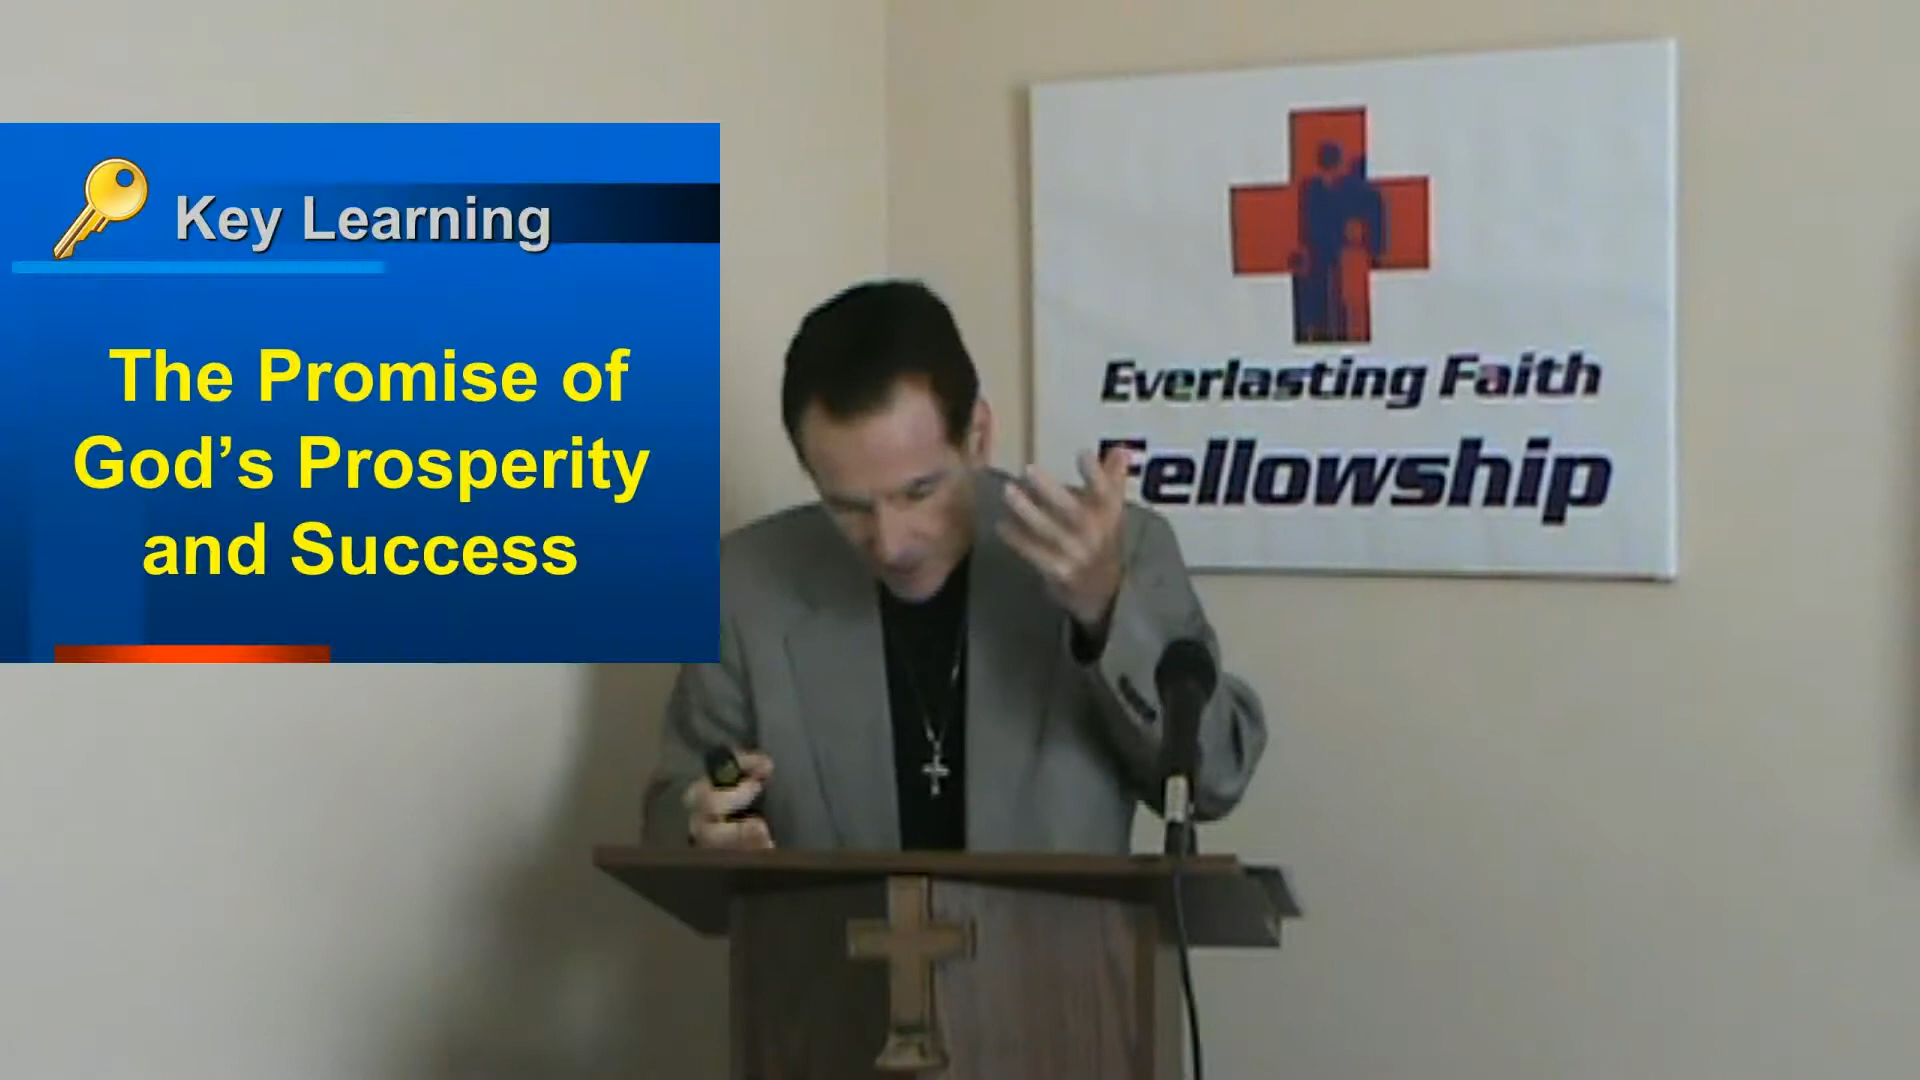 Key Learning
The Promise of
God’s Prosperity
and Success
Everlasting Faith
Fellowship